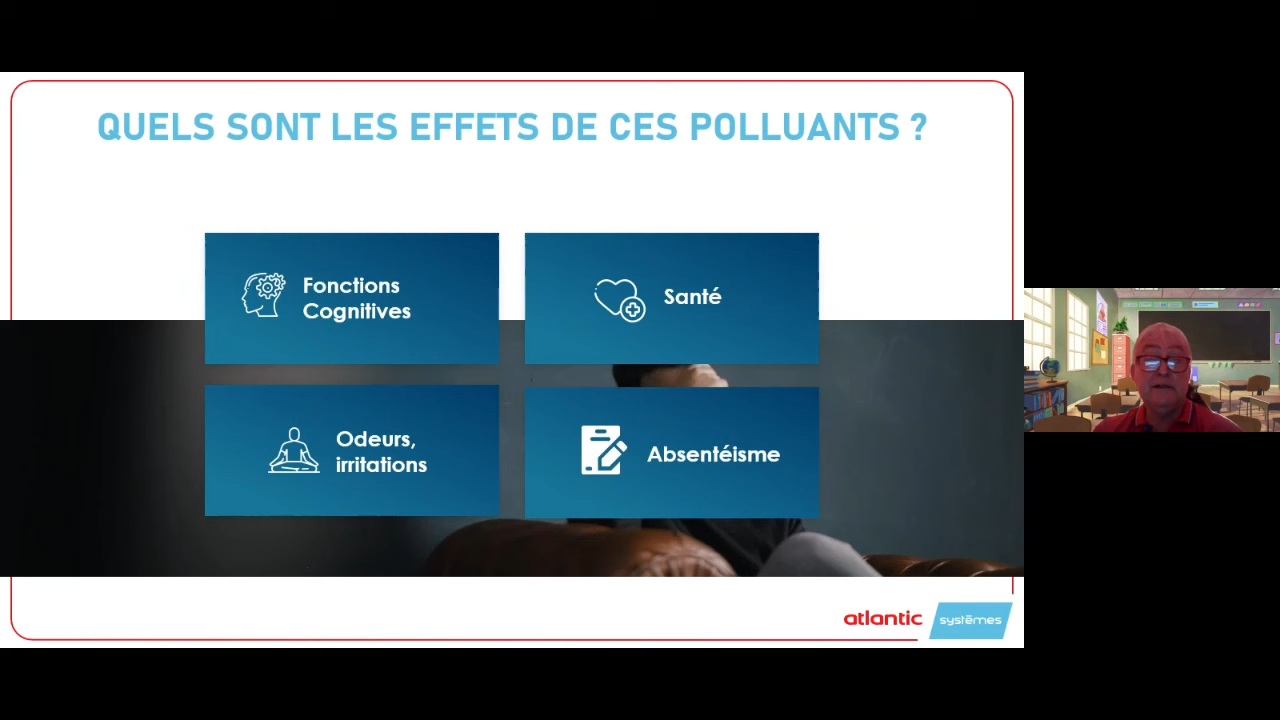 QUELS SONT LES EFFETS DE CES POLLUANTS ?
Fonctions
Cognitives
Santé
Odeurs,
irritations
Absentéisme
atlantic
systèmes